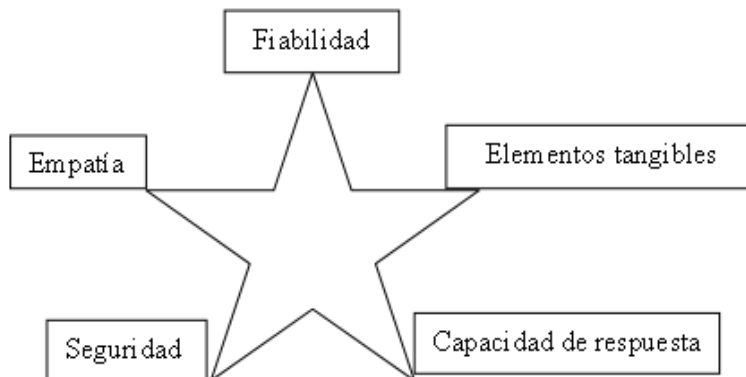 Fiabilidad
Empatía
Elementos tangibles
Seguridad
Capacidad de respuesta